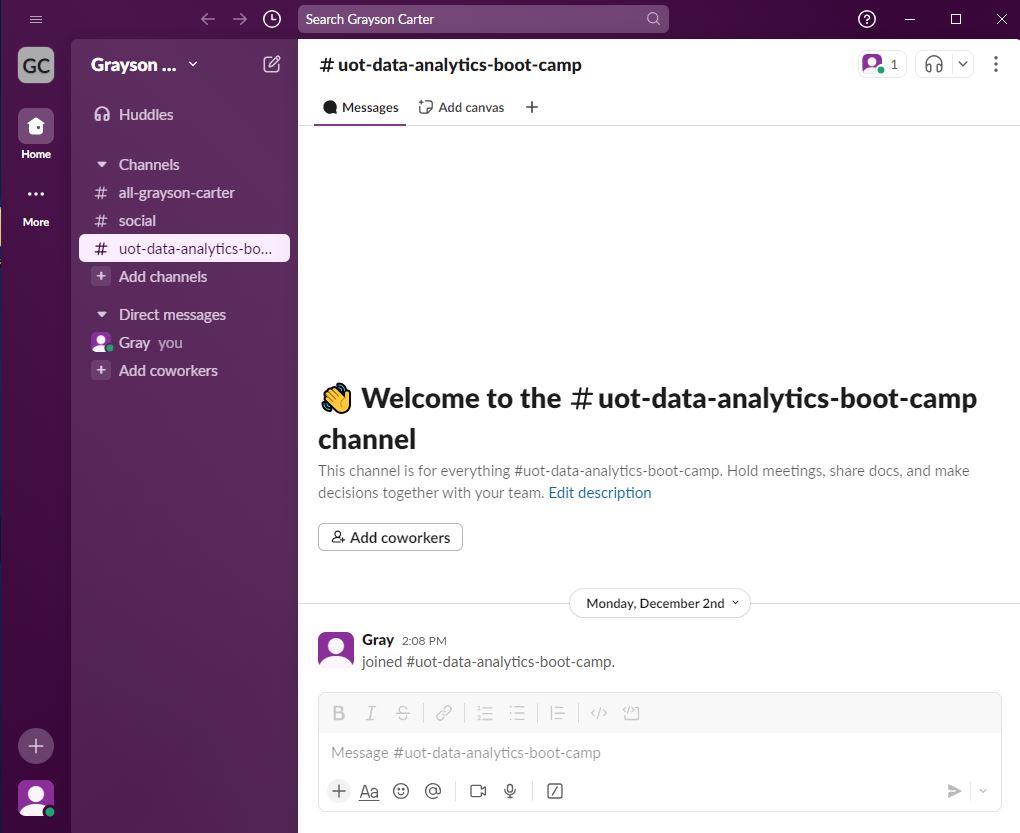 Search Grayson Carter
GC
Home
More
Grayson ...
Huddles
Channels
# all-grayson-carter
# social
# uot-data-analytics-bo...
+ Add channels
Direct messages
Gray you
+ Add coworkers
# uot-data-analytics-boot-camp
1
Messages
Add canvas
+
👋 Welcome to the # uot-data-analytics-boot-camp
channel
This channel is for everything #uot-data-analytics-boot-camp. Hold meetings, share docs, and make
decisions together with your team. Edit description
Add coworkers
Monday, December 2nd
Gray 2:08 PM
joined #uot-data-analytics-boot-camp.
B I S
Message #uot-data-analytics-boot-camp
+ Aa @